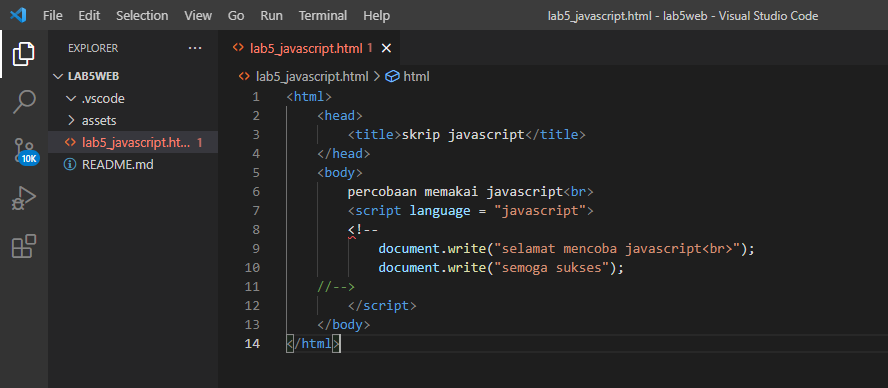 File Edit Selection View Go Run Terminal Help lab5_javascript.html - lab5web - Visual Studio Code
EXPLORER ...
lab5_javascript.html 1
LAB5WEB
.vscode
assets
lab5_javascript.ht... 1
README.md
10K
lab5_javascript.html > html
1 <html>
2 <head>
3 <title>skrip javascript</title>
4 </head>
5 <body>
6 percobaan memakai javascript<br>
7 <script language = "javascript">
8 <!--
9 document.write("selamat mencoba javascript<br>");
10 document.write("semoga sukses");
11 //-->
12 </script>
13 </body>
14 </html>